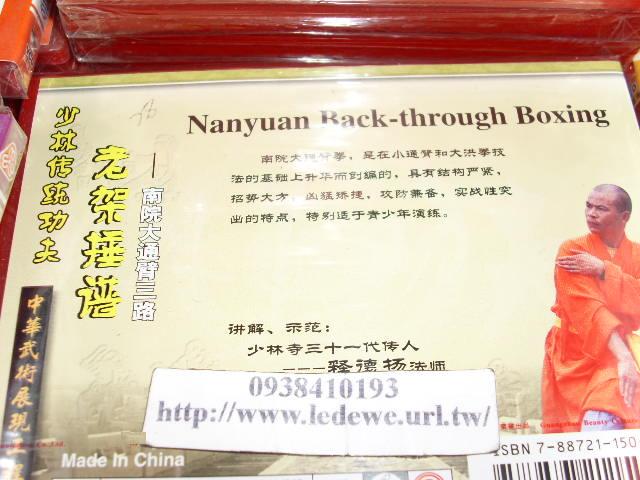 少林传统功夫
老架捶谱
—南院大通臂三路
中華武術展現工
Nanyuan Back-through Boxing
南院大通臂拳，是在小通臂和大洪拳技
法的基础上升华而创编的，具有结构严紧，
招势大方，凶猛矫捷，攻防兼备，实战性突
出的特点，特别适于青少年演练。
讲解、示范：
少林寺三十一代传人
---释德扬法师
0938410193
http://www.ledewe.url.tw/
Guangzhou Beauty
Made In China
ISBN 7-88721-150